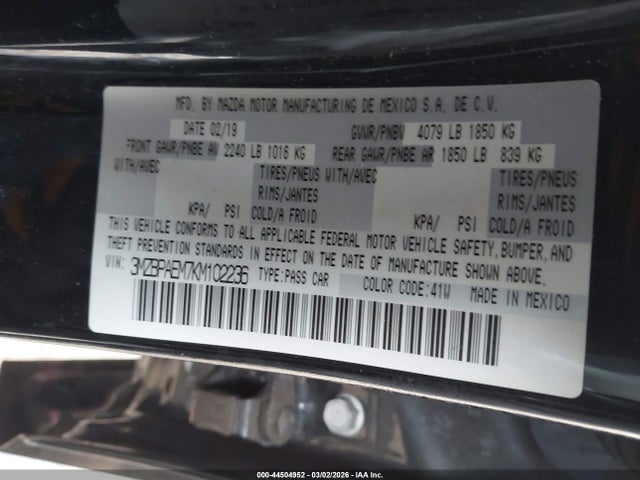 MFD. BY MAZDA MOTOR MANUFACTURING DE MEXICO S.A. DE C.V.
DATE 02/19 GVWR/PNBV 4079 LB 1850 KG
FRONT GAWR/PNBE AV 2240 LB 1016 KG REAR GAWR/PNBE AR 1850 LB 839 KG
WITH/AVEC TIRES/PNEUS WITH/AVEC TIRES/PNEUS
RIMS/JANTES RIMS/JANTES
KPA/ PSI COLD/A FROID KPA/ PSI COLD/A FROID
THIS VEHICLE CONFORMS TO ALL APPLICABLE FEDERAL MOTOR VEHICLE SAFETY, BUMPER, AND
THEFT PREVENTION STANDARDS IN EFFECT ON THE DATE OF MANUFACTURE SHOWN ABOVE.
VIN: 3MZBPAEM7KM102236 TYPE:PASS CAR COLOR CODE:41W MADE IN MEXICO
000-44504952 | 03/02/2026 - IAA Inc.